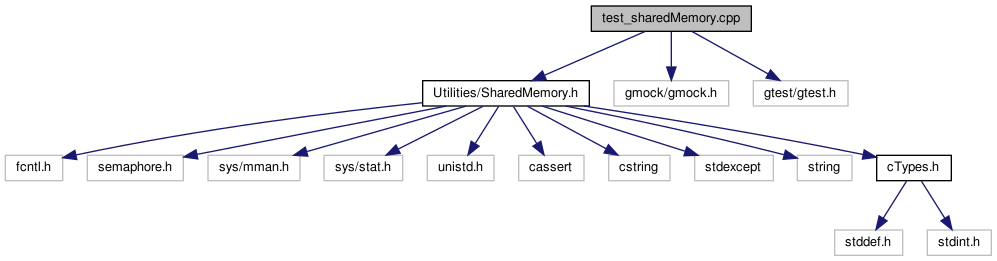 test_sharedMemory.cpp
Utilities/SharedMemory.h
gmock/gmock.h
gtest/gtest.h
fcntl.h
semaphore.h
sys/mman.h
sys/stat.h
unistd.h
cassert
cstring
stdexcept
string
cTypes.h
stddef.h
stdint.h